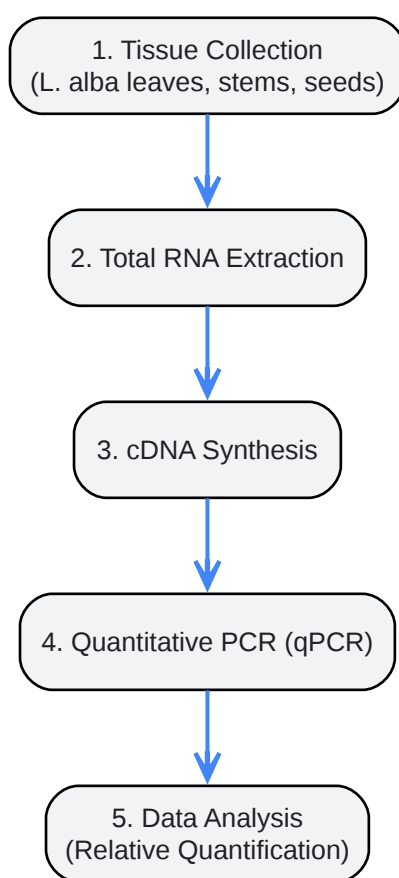 1. Tissue Collection
(L. alba leaves, stems, seeds)
2. Total RNA Extraction
3. cDNA Synthesis
4. Quantitative PCR (qPCR)
5. Data Analysis
(Relative Quantification)